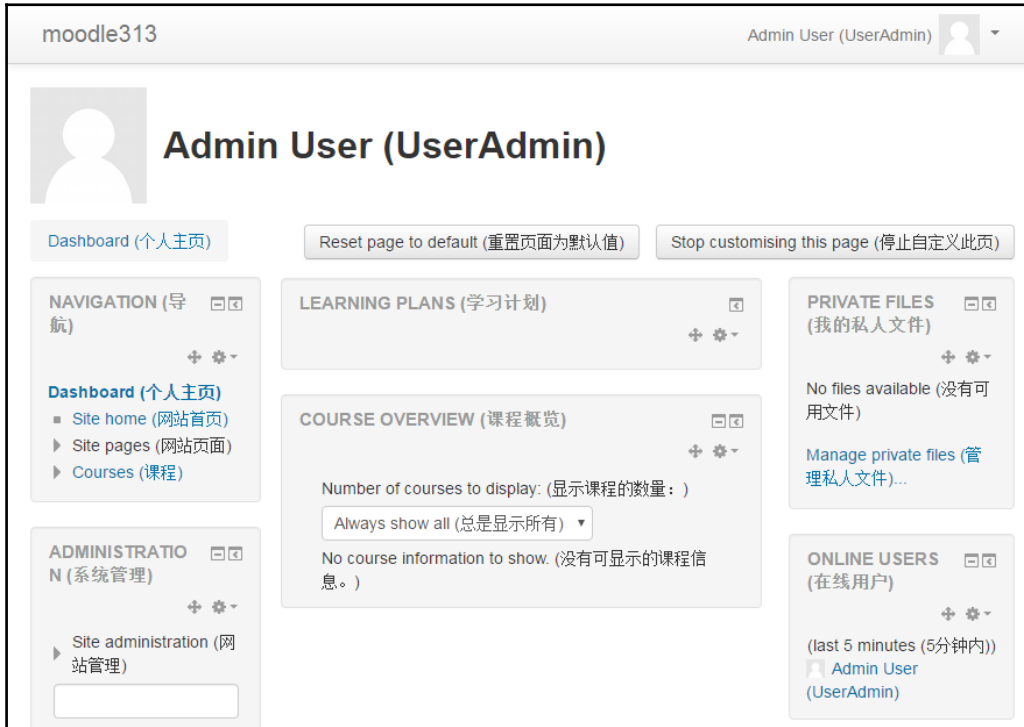 moodle313
Admin User (UserAdmin)
Admin User (UserAdmin)
Dashboard (个人主页)
Reset page to default (重置页面为默认值)
Stop customising this page (停止自定义此页)
NAVIGATION (导
航)
Dashboard (个人主页)
Site home (网站首页)
Site pages (网站页面)
Courses (课程)
ADMINISTRATIO
N (系统管理)
Site administration (网
站管理)
LEARNING PLANS (学习计划)
COURSE OVERVIEW (课程概览)
Number of courses to display: (显示课程的数量：)
Always show all (总是显示所有)
No course information to show. (没有可显示的课程信
息。)
PRIVATE FILES
(我的私人文件)
No files available (没有可
用文件)
Manage private files (管
理私人文件)...
ONLINE USERS
(在线用户)
(last 5 minutes (5分钟内))
Admin User
(UserAdmin)